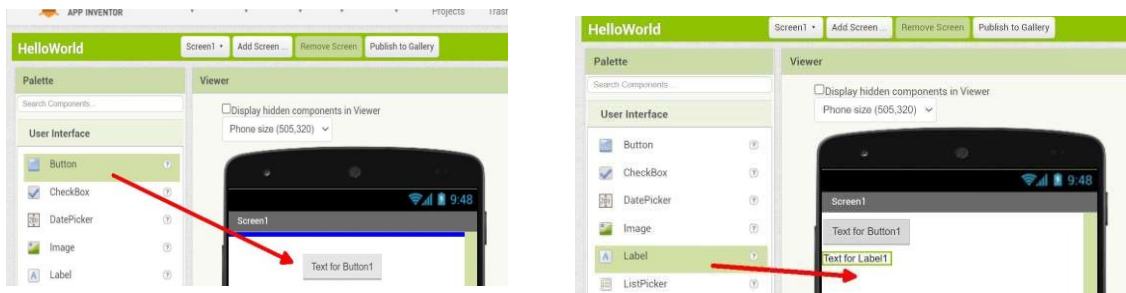 APP INVENTOR
Projects
HelloWorld
Screen1 Add Screen ... Remove Screen Publish to Gallery
Palette
Viewer
Search Components...
Display hidden components in Viewer
Phone size (505,320)
User Interface
Button
CheckBox
9:48
DatePicker
Screen1
Image
Text for Button1
Label
HelloWorld
Screen1 Add Screen ... Remove Screen Publish to Gallery
Palette
Viewer
Search Components...
Display hidden components in Viewer
Phone size (505,320)
User Interface
Button
CheckBox
9:48
DatePicker
Screen1
Image
Text for Button1
Label
Text for Label1
ListPicker